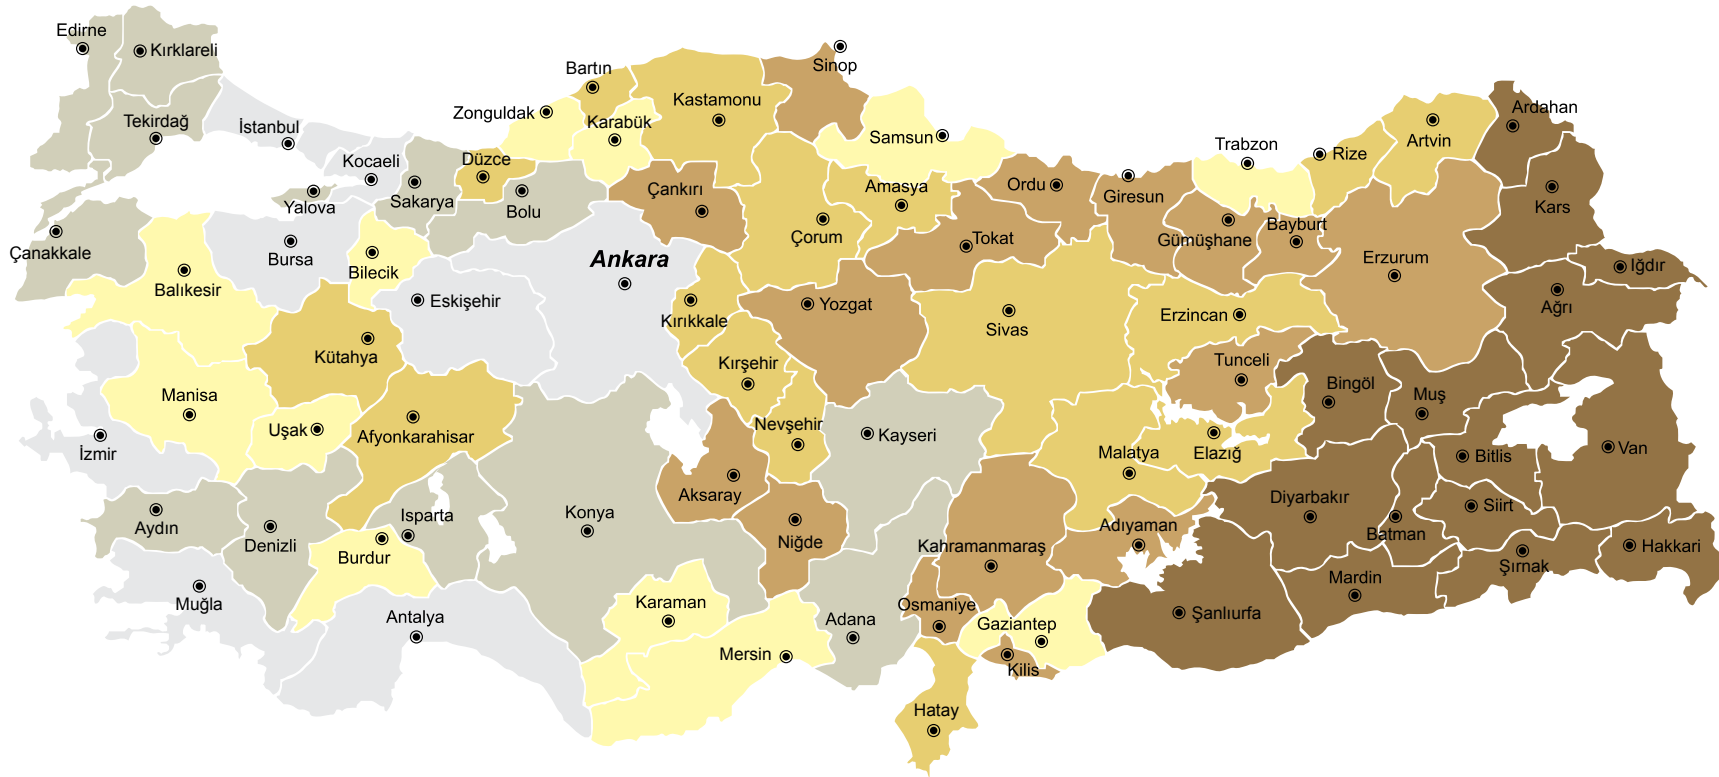 Edirne
Kırklareli
Tekirdağ
İstanbul
Kocaeli
Yalova
Sakarya
Düzce
Bolu
Zonguldak
Bartın
Karabük
Kastamonu
Sinop
Çankırı
Samsun
Amasya
Çorum
Ordu
Tokat
Giresun
Trabzon
Gümüşhane
Bayburt
Rize
Artvin
Ardahan
Kars
Iğdır
Ağrı
Erzurum
Erzincan
Çanakkale
Balıkesir
Bursa
Bilecik
Eskişehir
Ankara
Kırıkkale
Yozgat
Sivas
Tunceli
Bingöl
Muş
Kütahya
Kırşehir
Manisa
Uşak
Afyonkarahisar
Nevşehir
Kayseri
Malatya
Elazığ
Bitlis
Van
İzmir
Aydın
Denizli
Isparta
Burdur
Konya
Aksaray
Niğde
Kahramanmaraş
Adıyaman
Diyarbakır
Batman
Siirt
Şırnak
Hakkari
Mardin
Şanlıurfa
Muğla
Antalya
Karaman
Mersin
Adana
Osmaniye
Gaziantep
Kilis
Hatay